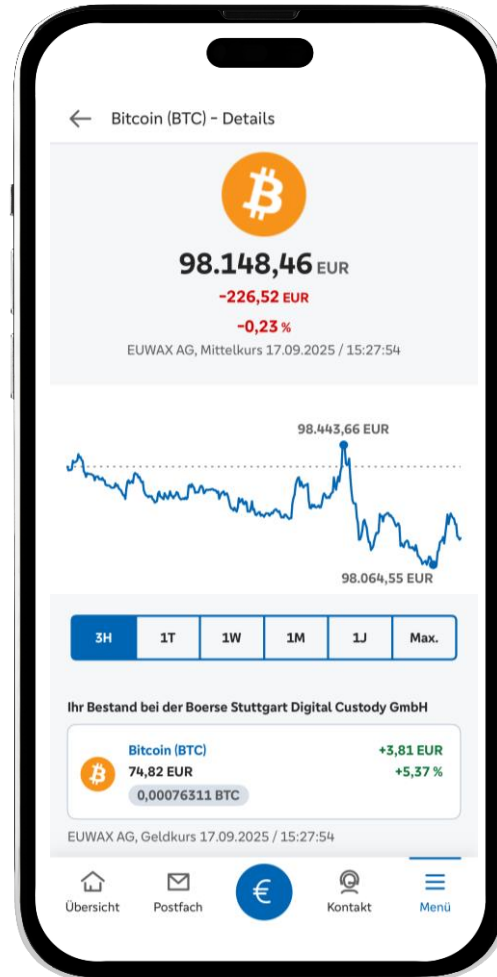 Bitcoin (BTC) – Details
98.148,46 EUR
-226,52 EUR
-0,23 %
EUWAX AG, Mittelkurs 17.09.2025 / 15:27:54
98.443,66 EUR
98.064,55 EUR
3H 1T 1W 1M 1J Max.
Ihr Bestand bei der Boerse Stuttgart Digital Custody GmbH
Bitcoin (BTC) +3,81 EUR
74,82 EUR +5,37 %
0,00076311 BTC
EUWAX AG, Geldkurs 17.09.2025 / 15:27:54
Übersicht Postfach € Kontakt Menü